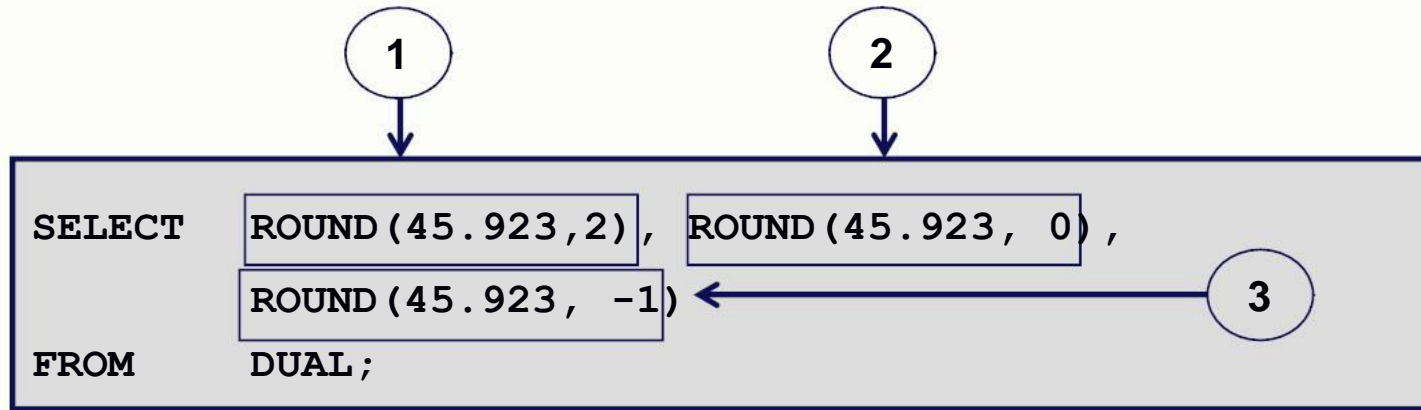 1 2
SELECT ROUND(45.923,2), ROUND(45.923, 0),
ROUND(45.923, -1) 3
FROM DUAL;